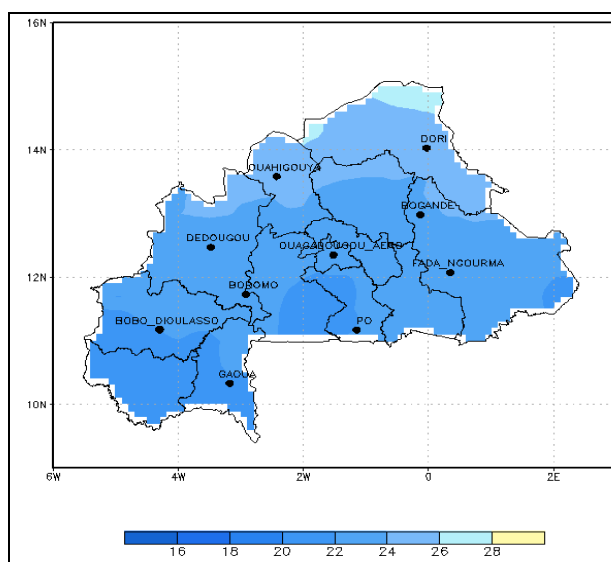 16N
DORI
14N
OUAHIGOUYA
BOGANDE
DEDOUGOU
OUAGADOUGOU_AERO
FADA_NGOURMA
12N
BOROMO
BOBO_DIOULASSO
PO
GAOUA
10N
6W 4W 2W 0 2E
16 18 20 22 24 26 28